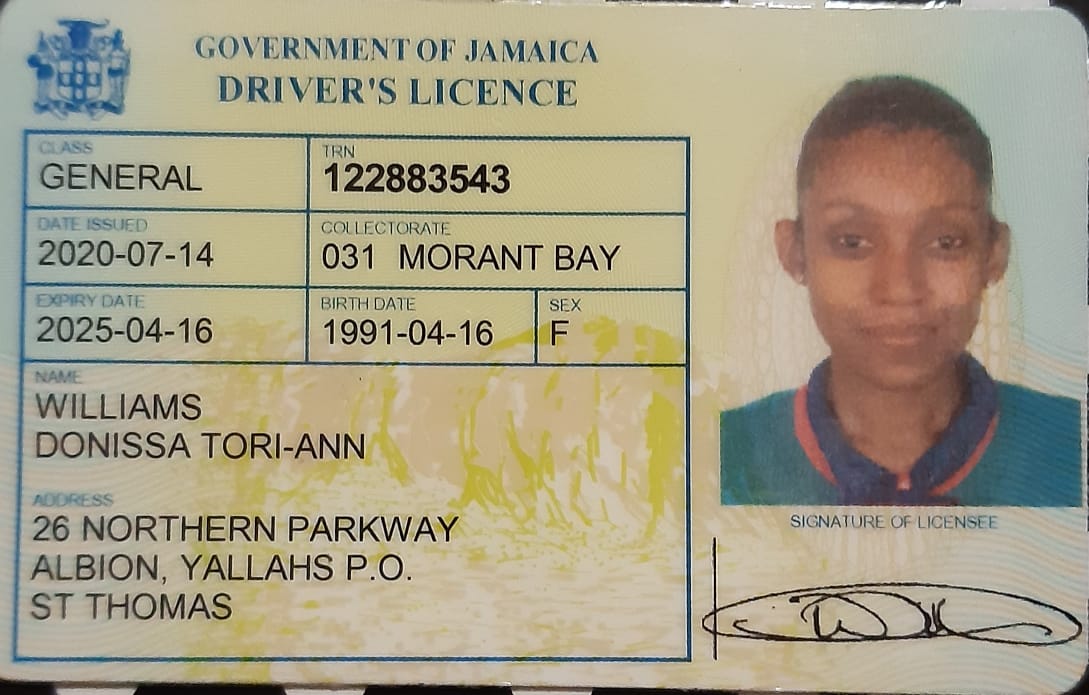 GOVERNMENT OF JAMAICA
DRIVER'S LICENCE
CLASS
GENERAL
TRN
122883543
DATE ISSUED
2020-07-14
COLLECTORATE
031 MORANT BAY
EXPIRY DATE
2025-04-16
BIRTH DATE
1991-04-16
SEX
F
NAME
WILLIAMS
DONISSA TORI-ANN
ADDRESS
26 NORTHERN PARKWAY
ALBION, YALLAHS P.O.
ST THOMAS
SIGNATURE OF LICENSEE